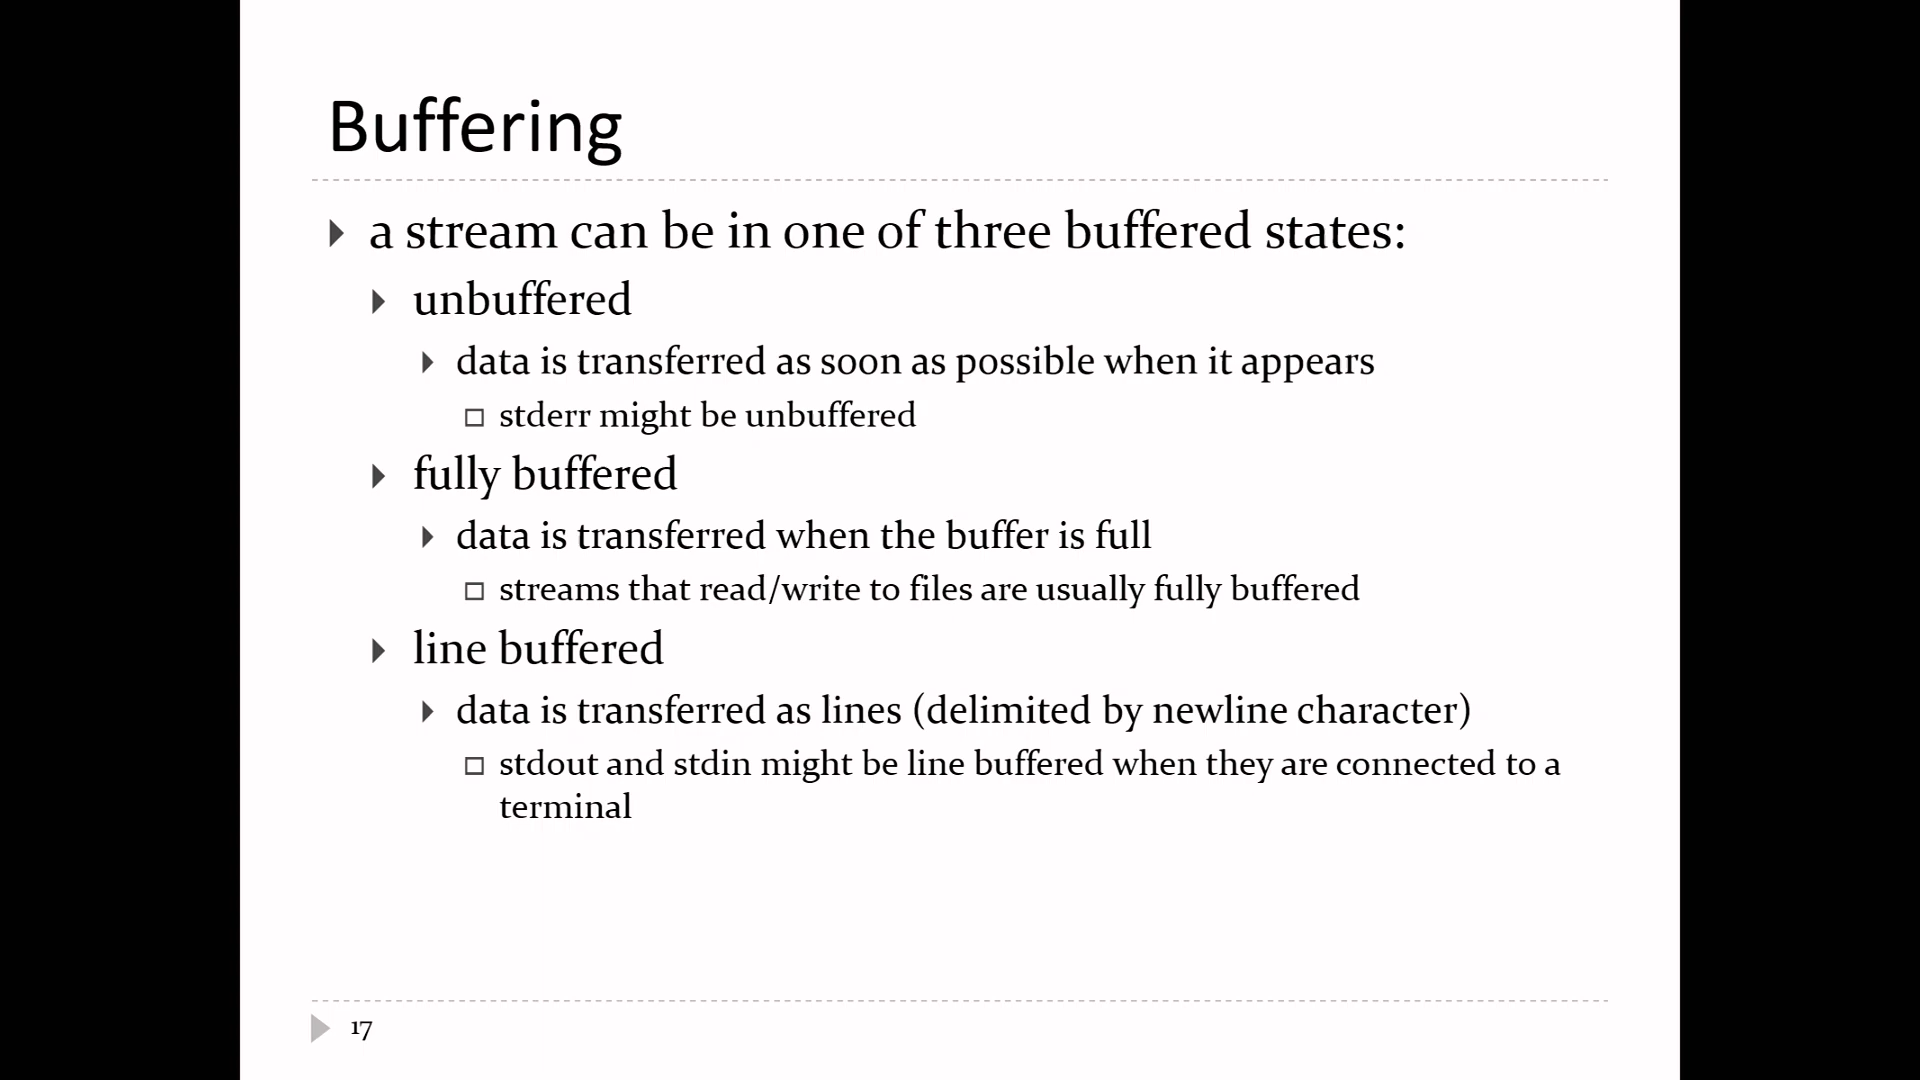 Buffering
a stream can be in one of three buffered states:
unbuffered
data is transferred as soon as possible when it appears
stderr might be unbuffered
fully buffered
data is transferred when the buffer is full
streams that read/write to files are usually fully buffered
line buffered
data is transferred as lines (delimited by newline character)
stdout and stdin might be line buffered when they are connected to a
terminal
17